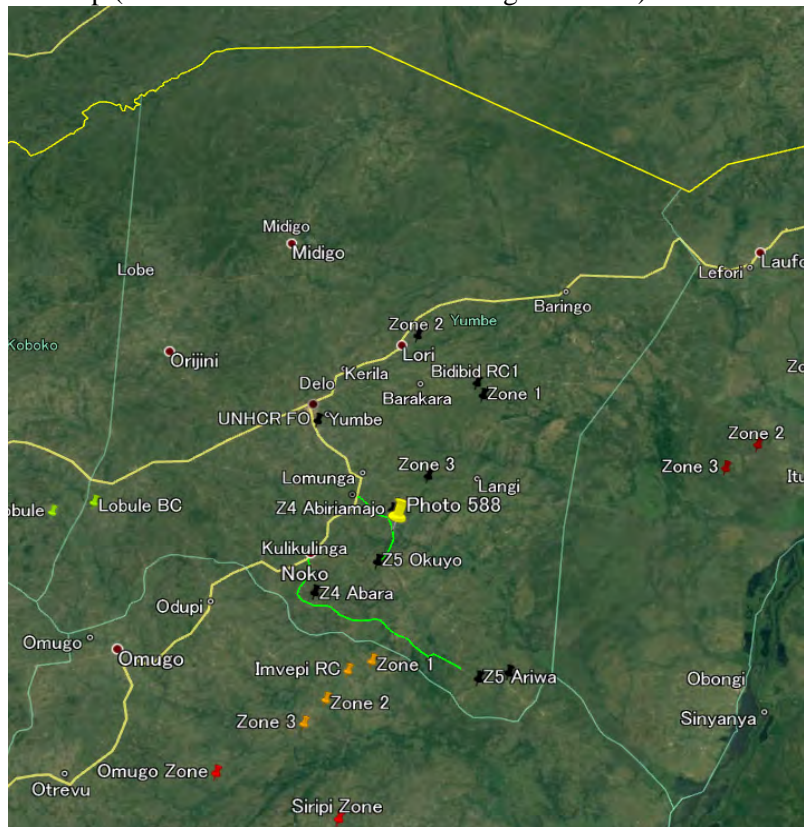 Midigo
Midigo
Lobe
Laufo
Lefori
Baringo
Zone 2
Yumbe
Koboko
Orijini
Lori
Kerila
Bidibid RC1
Delo
Barakara
Zone 1
UNHCR FO
Yumbe
Zone 2
Zone 3
Zone 3
Lomunga
Langi
Lobule BC
Z4 Abiriamajo
Photo 588
Kulikulinga
Z5 Okuyo
Noko
Z4 Abara
Odupi
Omugo
Omugo
Zone 1
Imvepi RC
Z5 Ariwa
Obongi
Zone 2
Sinyanya
Zone 3
Omugo Zone
Otrevu
Siripi Zone